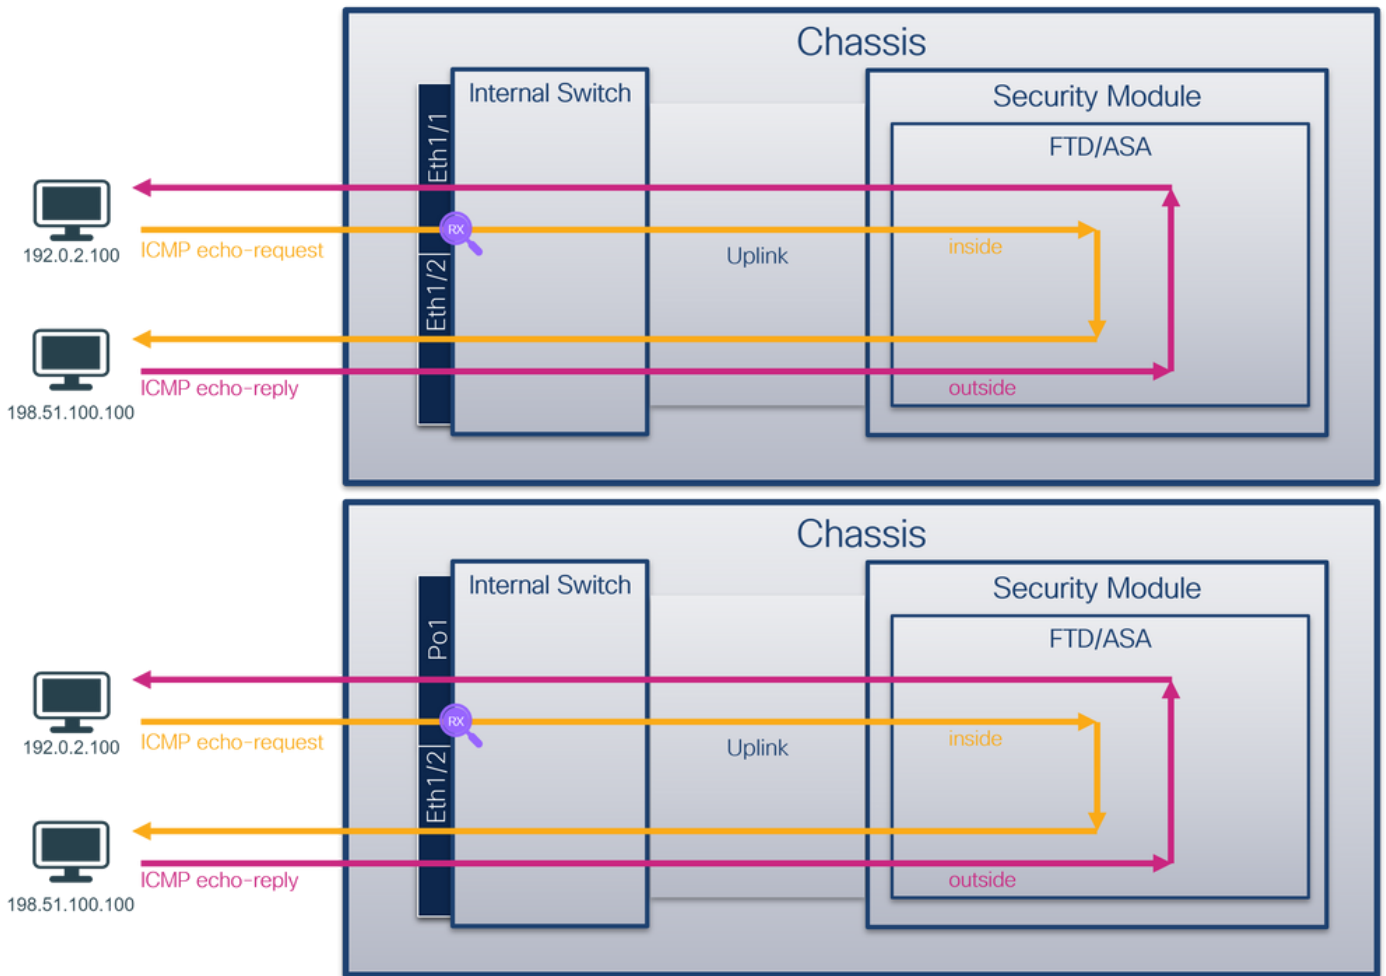 Chassis
Internal Switch
Security Module
FTD/ASA
Eth1/1
RX
192.0.2.100
ICMP echo-request
Uplink
inside
Eth1/2
ICMP echo-reply
outside
198.51.100.100
Chassis
Internal Switch
Security Module
FTD/ASA
Po1
RX
192.0.2.100
ICMP echo-request
Uplink
inside
Eth1/2
ICMP echo-reply
outside
198.51.100.100